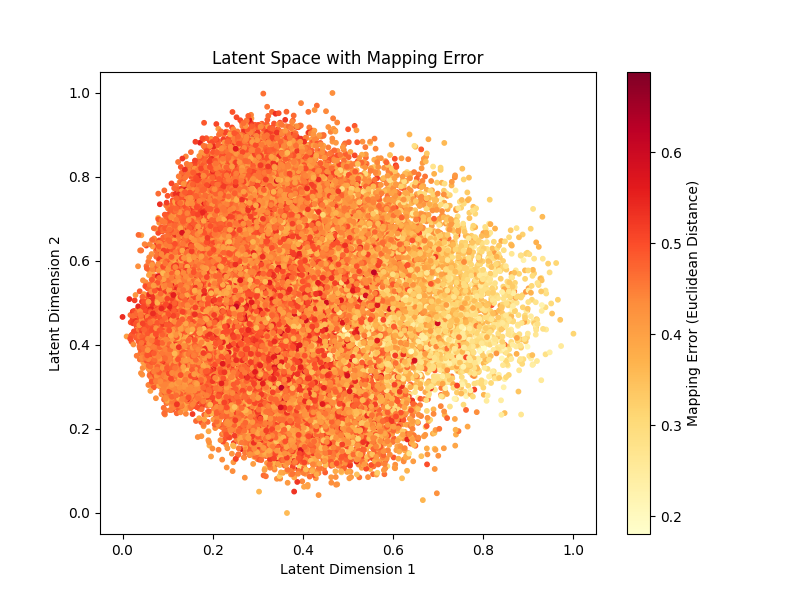 Latent Space with Mapping Error
1.0
0.8
0.6
0.4
0.2
0.0
Latent Dimension 2
0.0 0.2 0.4 0.6 0.8 1.0
Latent Dimension 1
0.6
0.5
0.4
0.3
0.2
Mapping Error (Euclidean Distance)